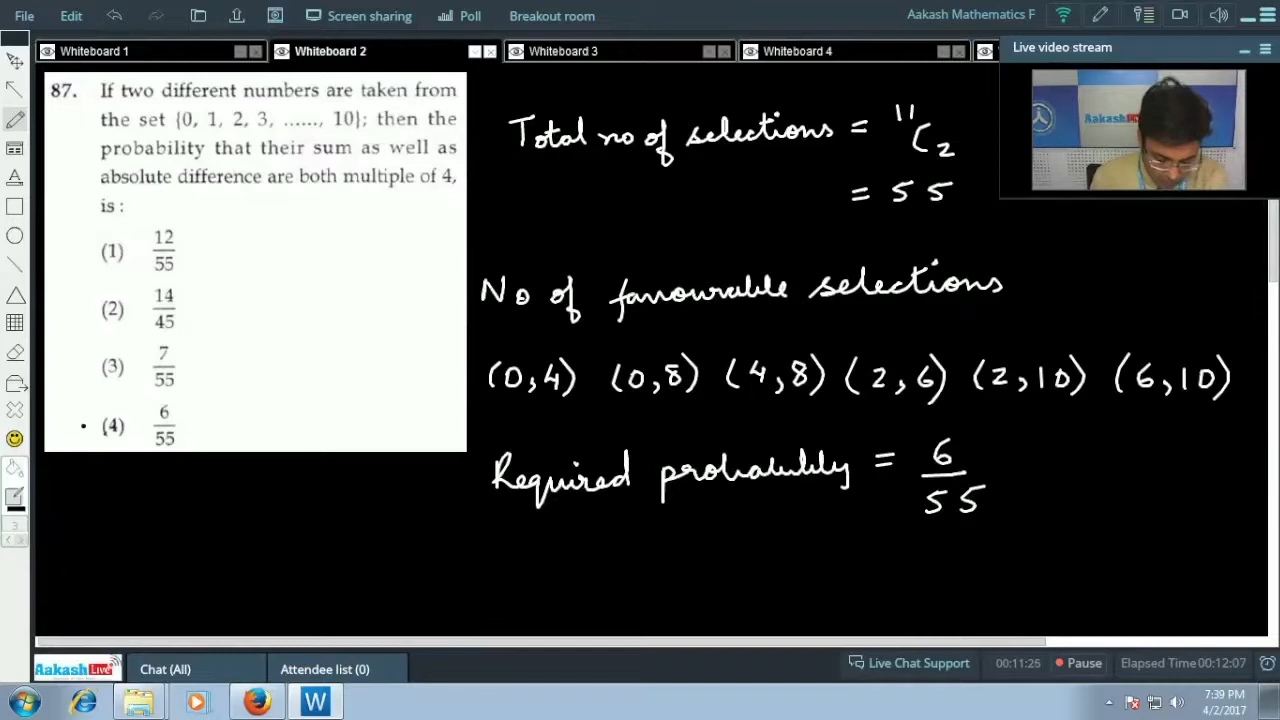 File Edit Screen sharing Poll Breakout room Aakash Mathematics F
Whiteboard 1 Whiteboard 2 Whiteboard 3 Whiteboard 4 Live video stream
87. If two different numbers are taken from
the set {0, 1, 2, 3, ......, 10}; then the
probability that their sum as well as
absolute difference are both multiple of 4,
is :
(1) 12/55
(2) 14/45
(3) 7/55
(4) 6/55
Total no of selections = ¹¹C₂
= 55
No of favourable selections
(0,4) (0,8) (4,8) (2,6) (2,10) (6,10)
Required probability = 6/55
Aakash
3
Aakash Live Chat (All) Attendee list (0) Live Chat Support 00:11:25 Pause Elapsed Time 00:12:07
7:39 PM
4/2/2017